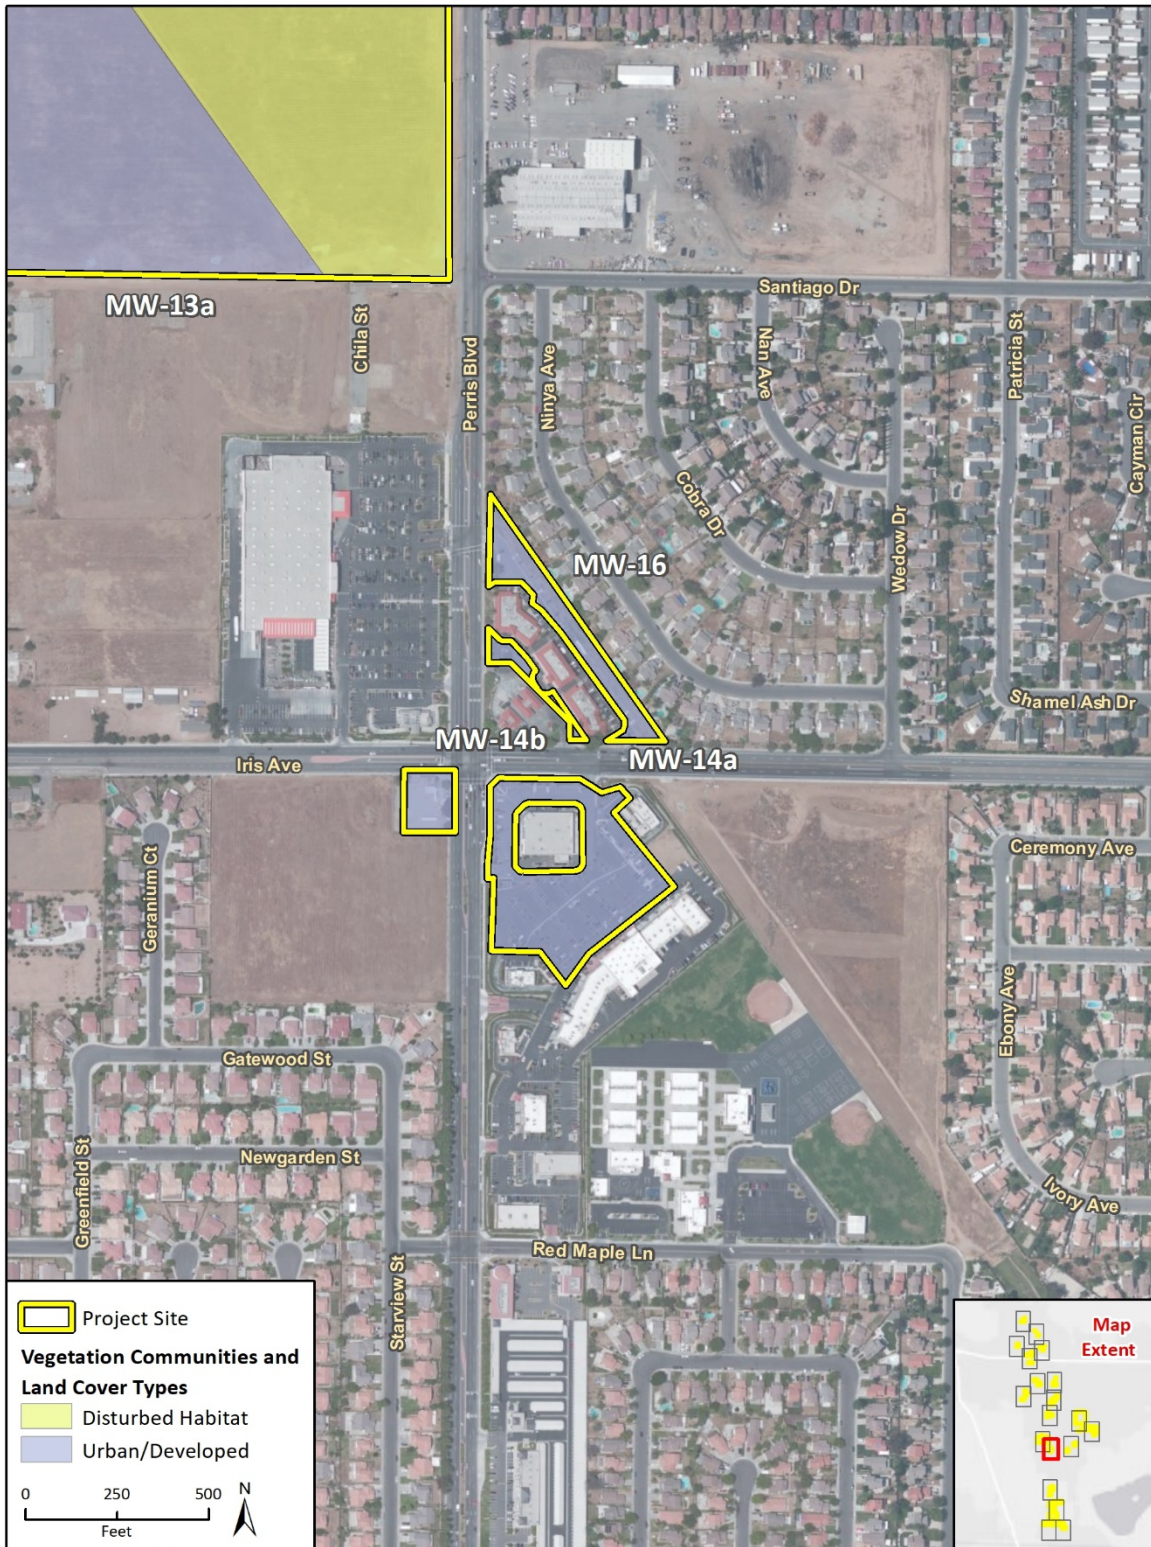 Santiago Dr
MW-13a
Chila St
Perris Blvd
Ninya Ave
Nan Ave
Patricia St
Cayman Cir
Cobra Dr
Wedow Dr
MW-16
Shamel Ash Dr
MW-14b
MW-14a
Iris Ave
Ceremony Ave
Geranium Ct
Ebony Ave
Gatewood St
Newgarden St
Greenfield St
Ivory Ave
Red Maple Ln
Starview St
Project Site
Vegetation Communities and
Land Cover Types
Disturbed Habitat
Urban/Developed
0 250 500
Feet
N
Map
Extent